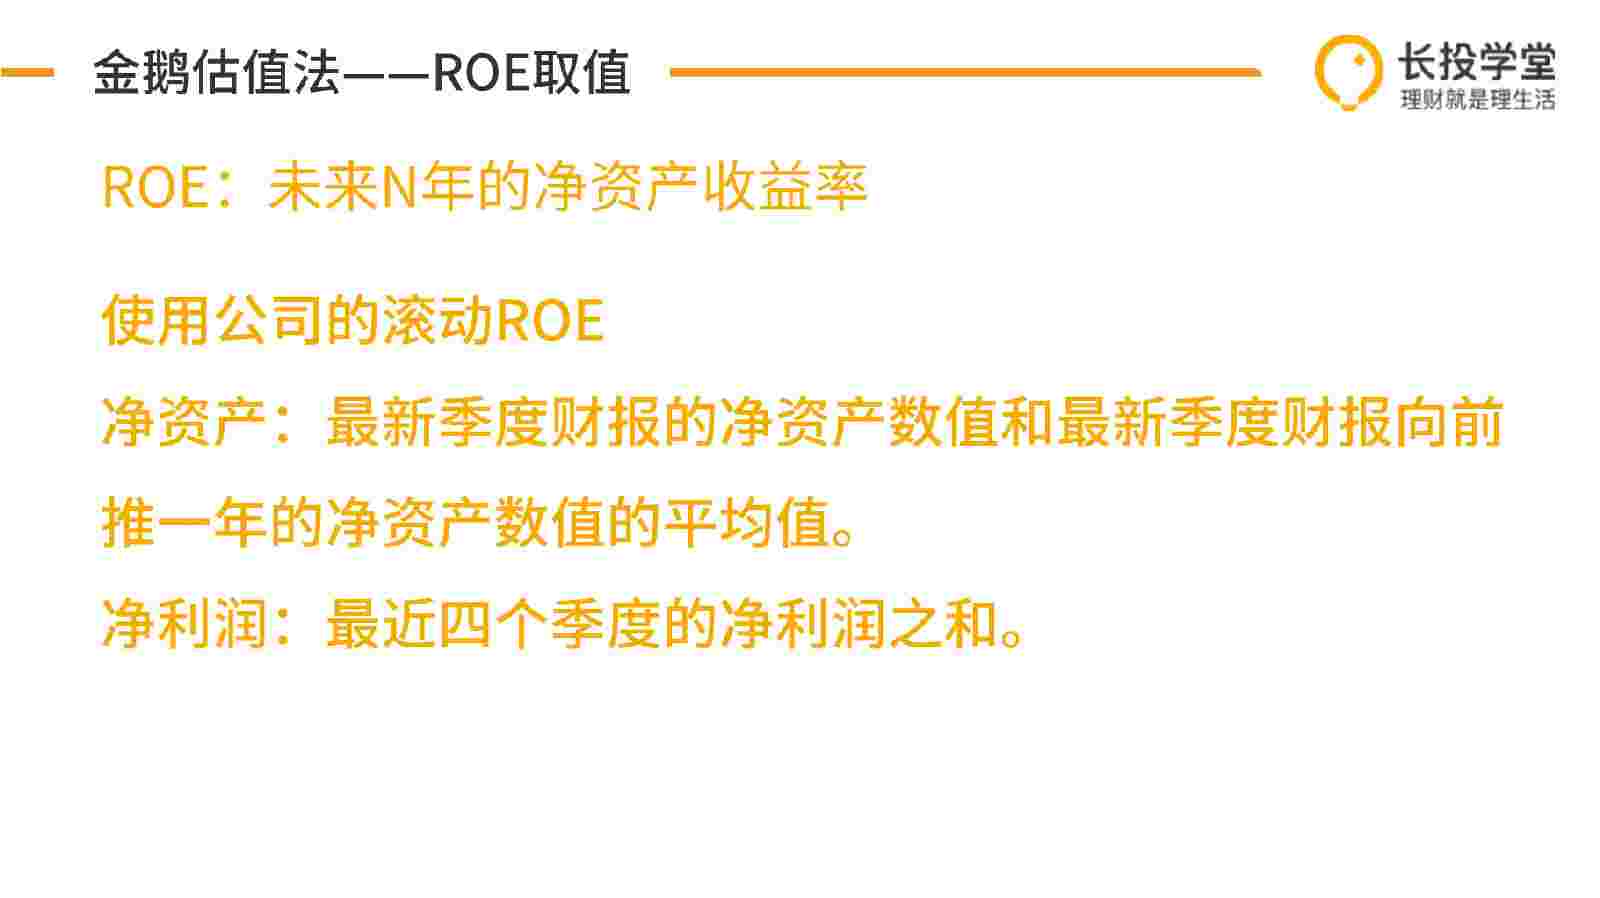 金鹅估值法——ROE取值
长投学堂
理财就是理生活
ROE：未来N年的净资产收益率
使用公司的滚动ROE
净资产：最新季度财报的净资产数值和最新季度财报向前
推一年的净资产数值的平均值。
净利润：最近四个季度的净利润之和。